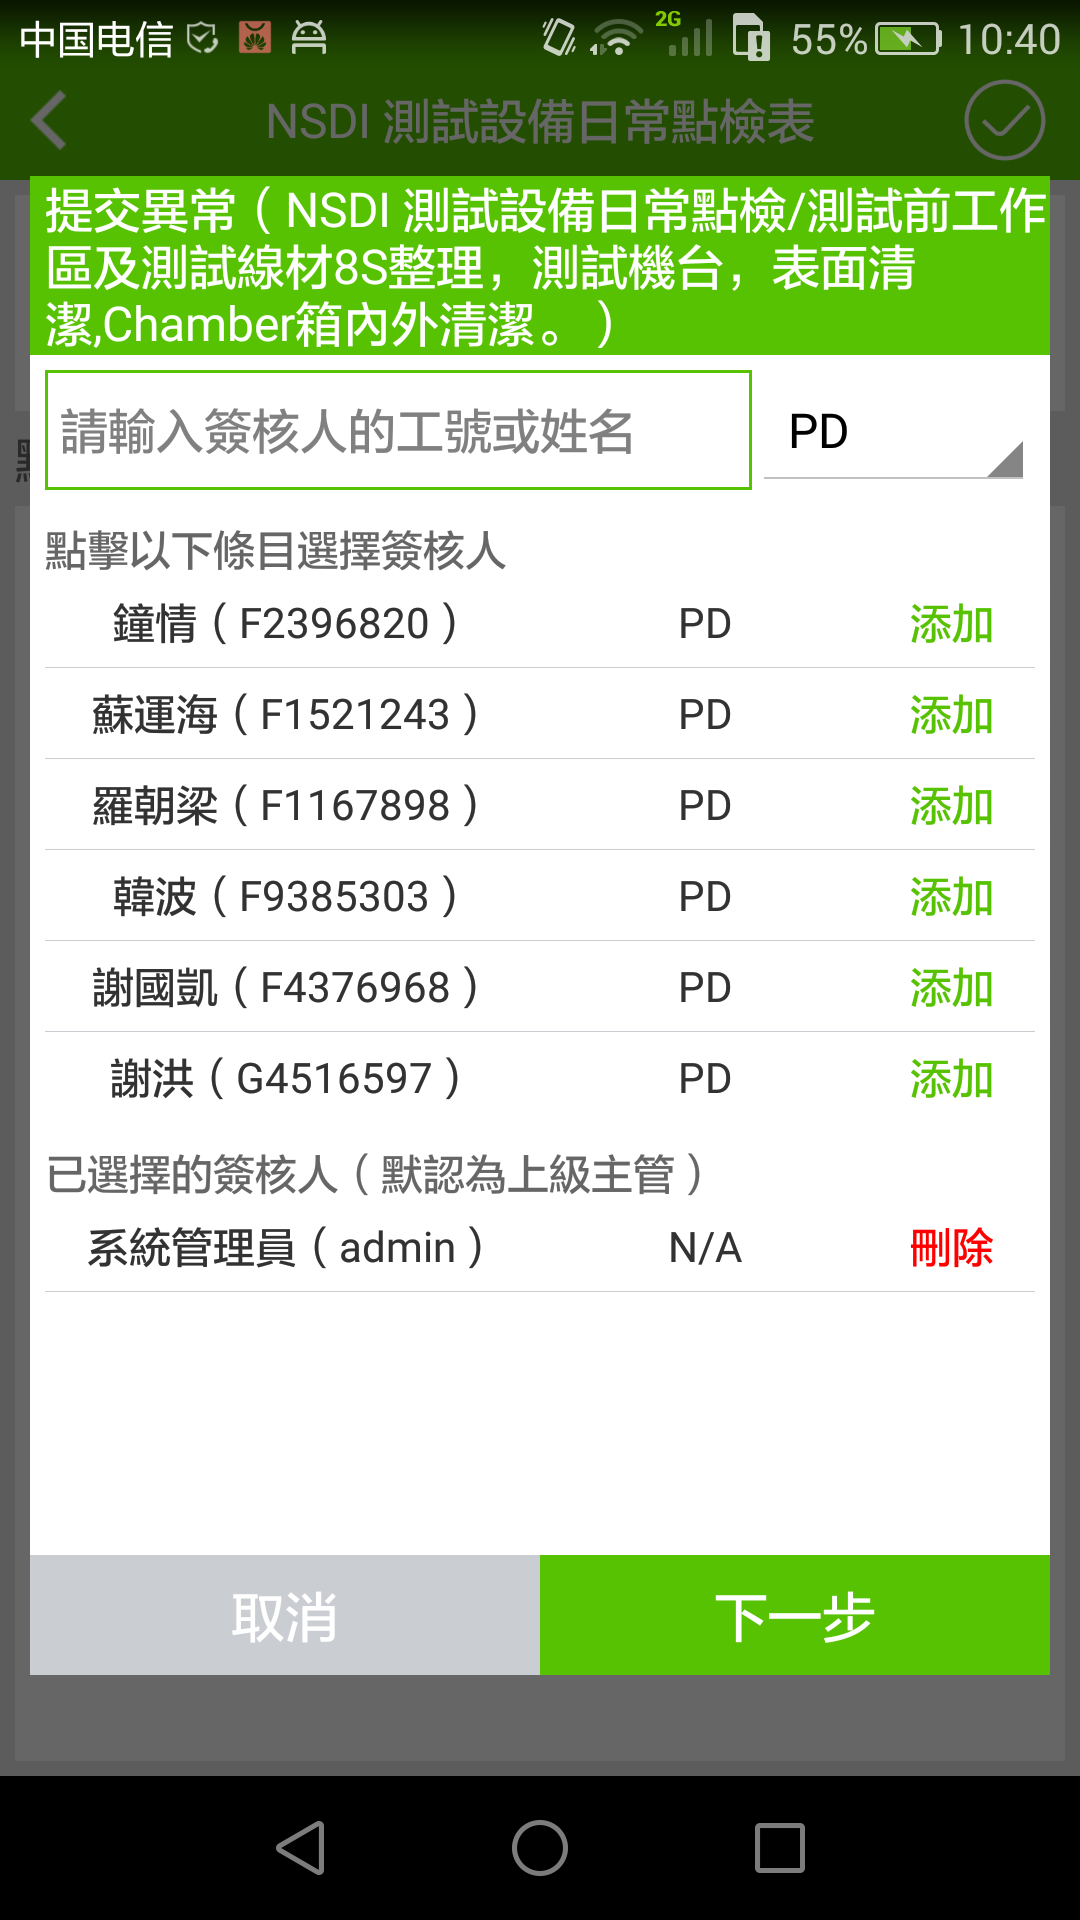 中国电信 2G 55% 10:40
NSDI 測試設備日常點檢表
提交異常（NSDI 測試設備日常點檢/測試前工作
區及測試線材8S整理，測試機台，表面清
潔,Chamber箱內外清潔。）
請輸入簽核人的工號或姓名 PD
點擊以下條目選擇簽核人
鐘情（F2396820） PD 添加
蘇運海（F1521243） PD 添加
羅朝梁（F1167898） PD 添加
韓波（F9385303） PD 添加
謝國凱（F4376968） PD 添加
謝洪（G4516597） PD 添加
已選擇的簽核人（默認為上級主管）
系統管理員（admin） N/A 刪除
取消 下一步